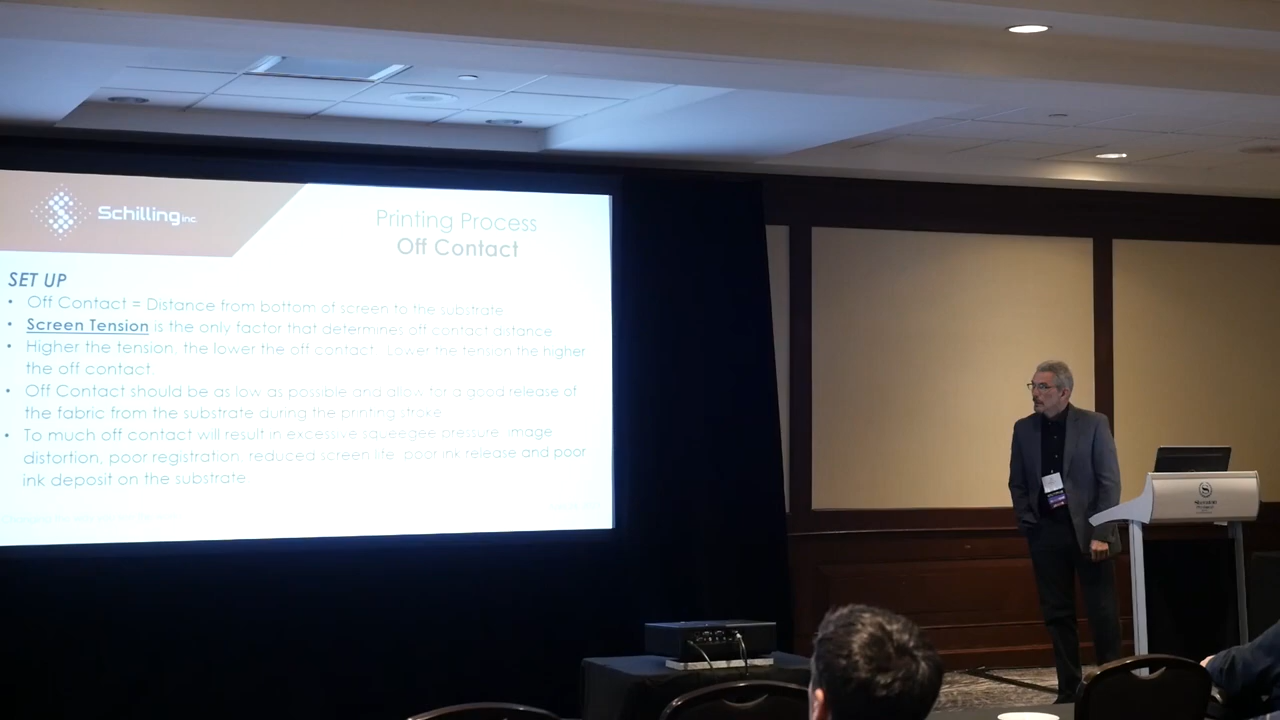 Schilling inc.
Printing Process
Off Contact
SET UP
• Off Contact = Distance from bottom of screen to the substrate
• Screen Tension is the only factor that determines off contact distance
• Higher the tension, the lower the off contact. Lower the tension the higher
the off contact.
• Off Contact should be as low as possible and allow for a good release of
the fabric from the substrate during the printing stroke
• To much off contact will result in excessive squeegee pressure, image
distortion, poor registration, reduced screen life, poor ink release and poor
ink deposit on the substrate